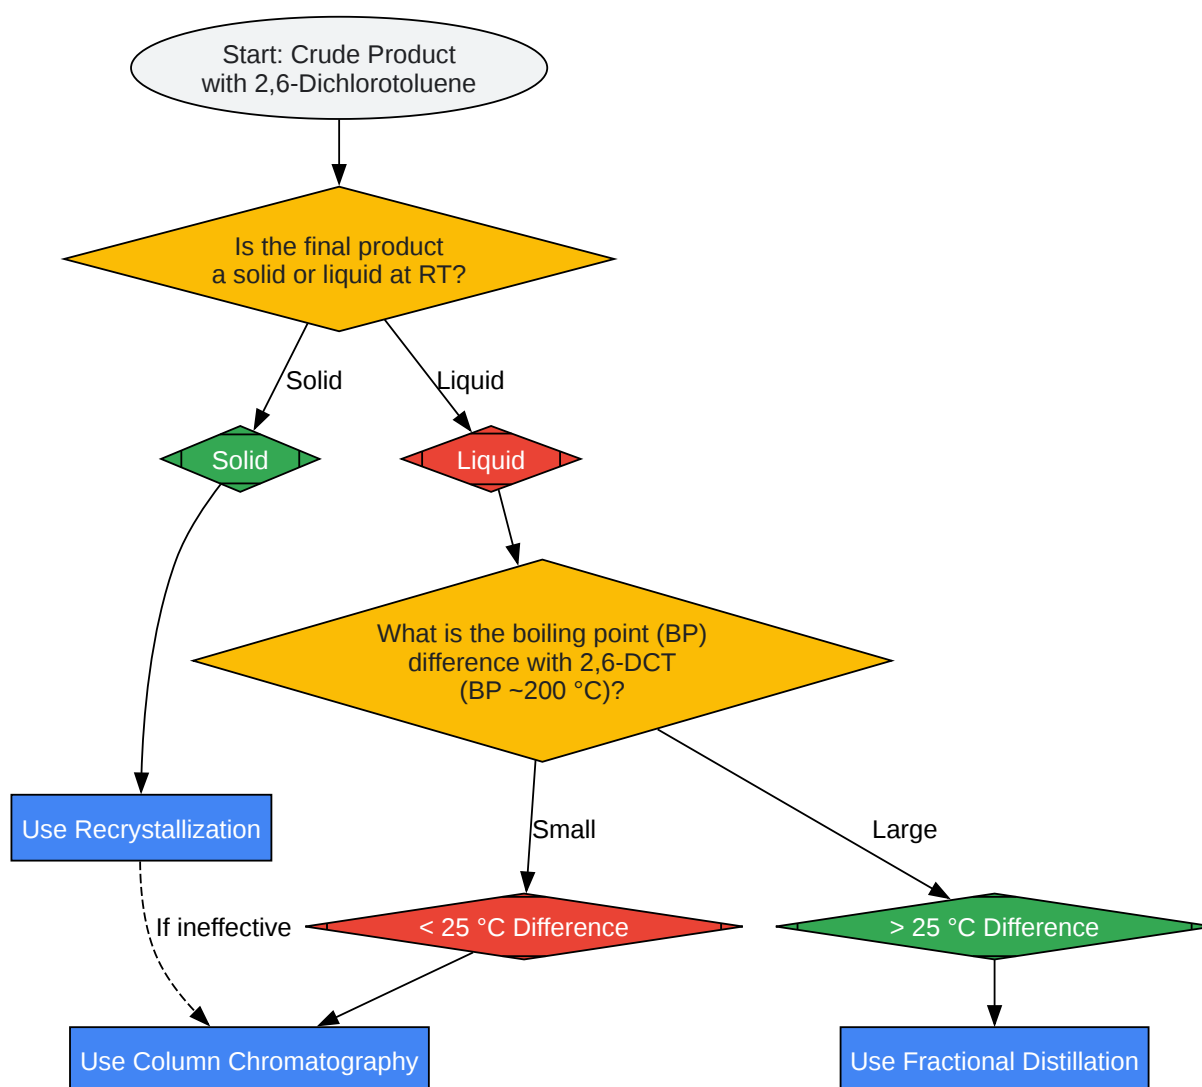 Start: Crude Product
with 2,6-Dichlorotoluene
Is the final product
a solid or liquid at RT?
Solid
Liquid
Solid
Liquid
What is the boiling point (BP)
difference with 2,6-DCT
(BP ~200 °C)?
Use Recrystallization
Small
Large
If ineffective
< 25 °C Difference
> 25 °C Difference
Use Column Chromatography
Use Fractional Distillation